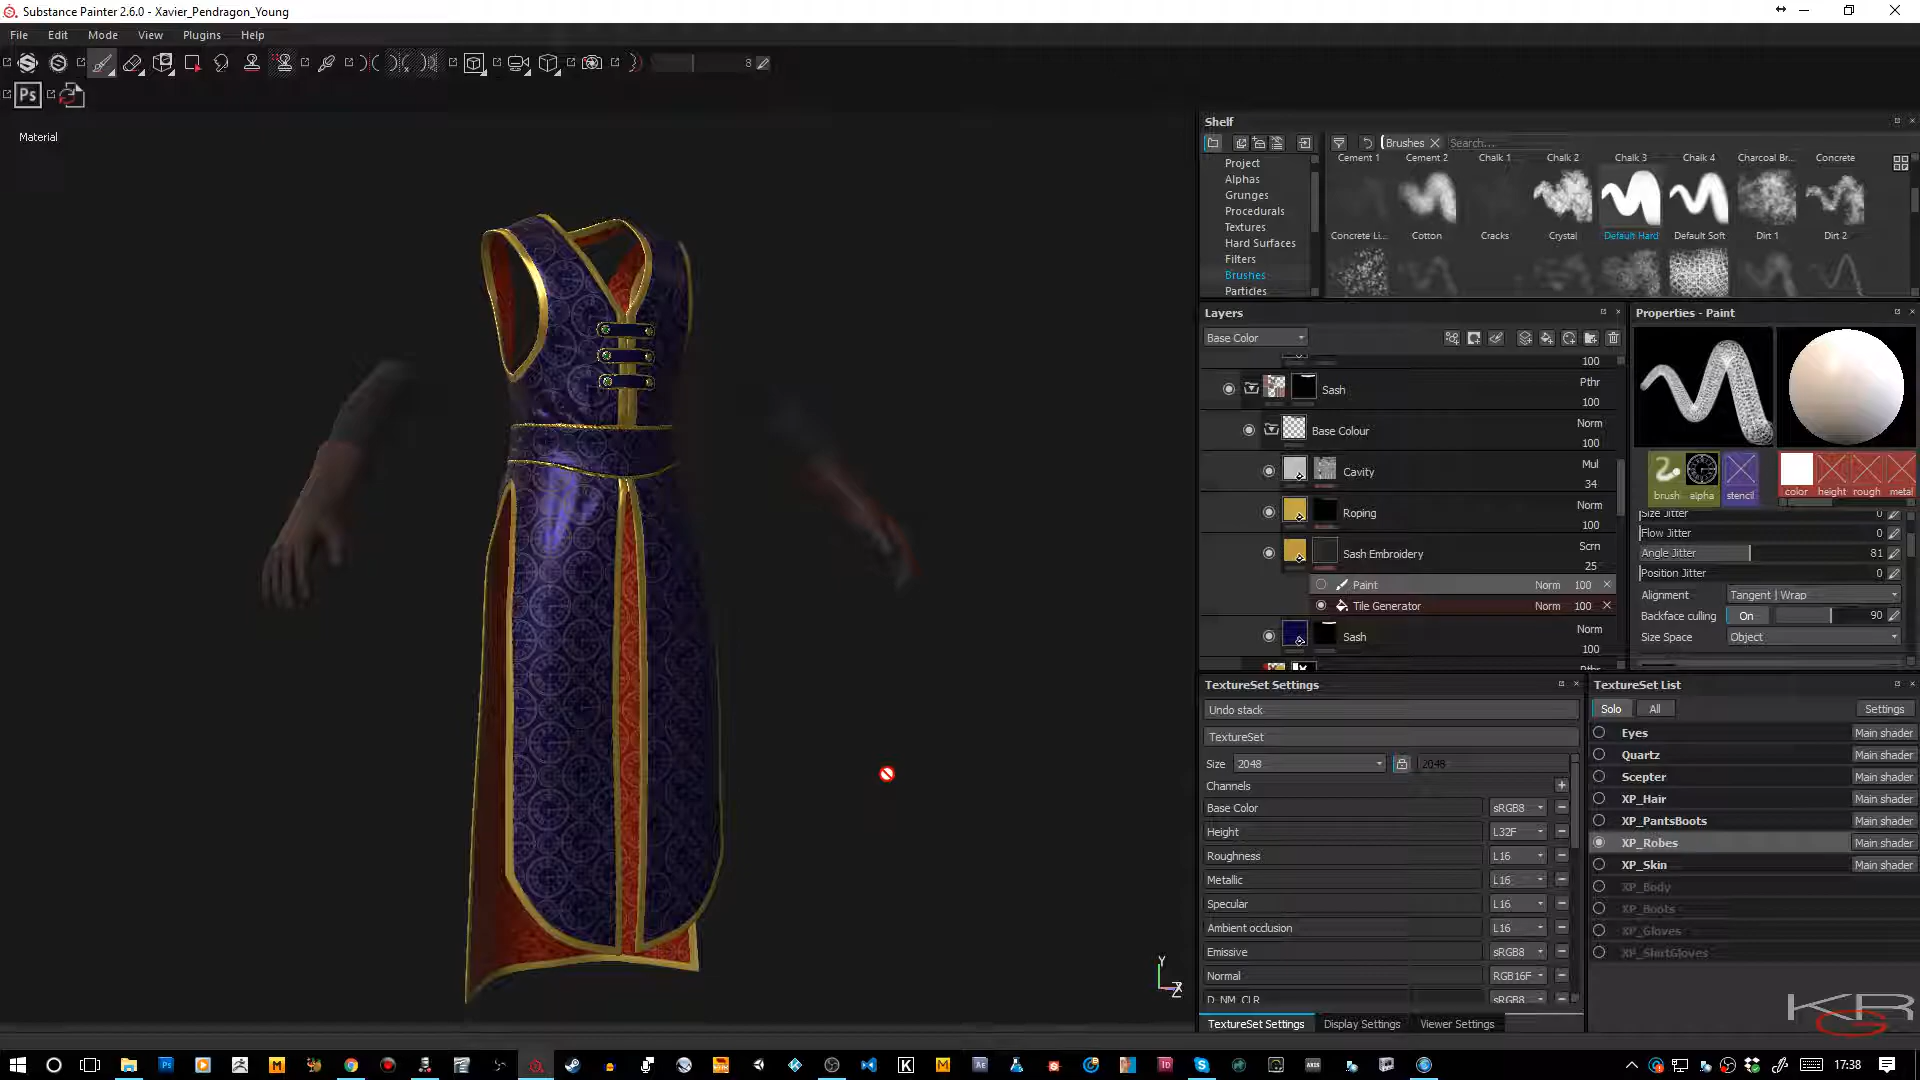 Substance Painter 2.6.0 - Xavier_Pendragon_Young
File Edit Mode View Plugins Help
8
Ps
Material
Shelf
Brushes Search...
Project
Alphas
Grunges
Procedurals
Textures
Hard Surfaces
Filters
Brushes
Particles
Cement 1 Cement 2 Chalk 1 Chalk 2 Chalk 3 Chalk 4 Charcoal Br... Concrete
Concrete Li... Cotton Cracks Crystal Default Hard Default Soft Dirt 1 Dirt 2
Layers
Base Color
100
Sash Pthr 100
Base Colour Norm 100
Cavity Mul 34
Roping Norm 100
Sash Embroidery Scrn 25
Paint Norm 100
Tile Generator Norm 100
Sash Norm 100
Pthr
Properties - Paint
brush alpha stencil color height rough metal
Size Jitter 0
Flow Jitter 0
Angle Jitter 81
Position Jitter 0
Alignment Tangent | Wrap
Backface culling On 90
Size Space Object
TextureSet Settings
Undo stack
TextureSet
Size 2048 2048
Channels
Base Color sRGB8
Height L32F
Roughness L16
Metallic L16
Specular L16
Ambient occlusion L16
Emissive sRGB8
Normal RGB16F
D_NM_CLR sRGB8
TextureSet Settings Display Settings Viewer Settings
TextureSet List
Solo All Settings
Eyes Main shader
Quartz Main shader
Scepter Main shader
XP_Hair Main shader
XP_PantsBoots Main shader
XP_Robes Main shader
XP_Skin Main shader
XP_Body
XP_Boots
XP_Gloves
XP_ShirtGloves
Y
Z
KRG
17:38